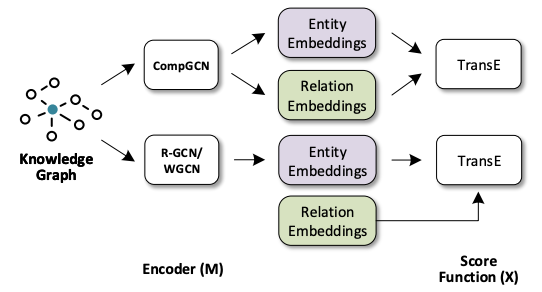 Entity
Embeddings
CompGCN
TransE
Relation
Embeddings
Knowledge
Graph
R-GCN/
WGCN
Entity
Embeddings
TransE
Relation
Embeddings
Encoder (M)
Score
Function (X)